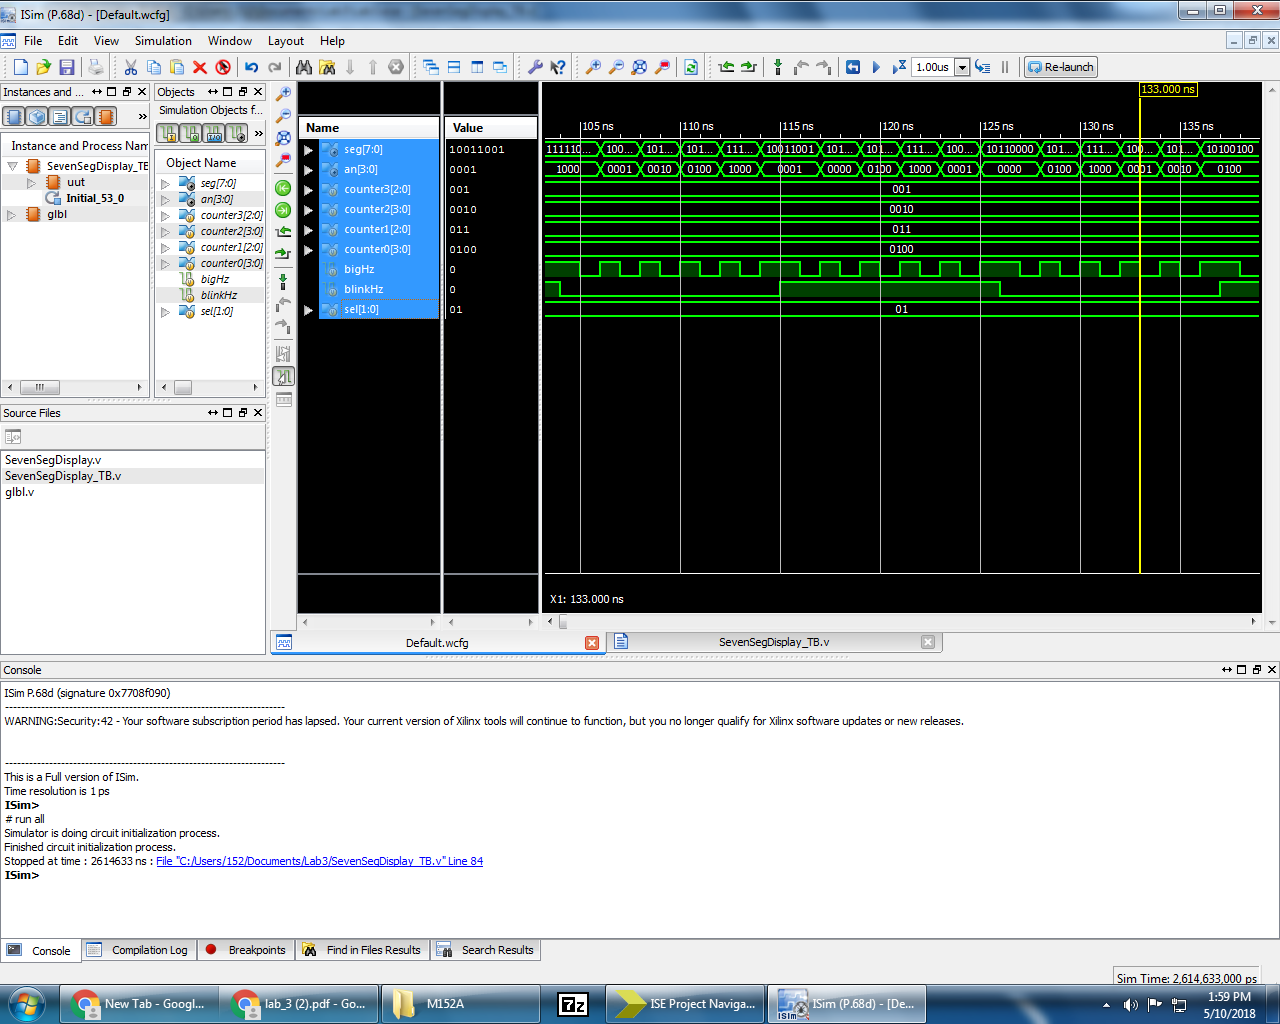 ISim (P.68d) - [Default.wcfg]
File Edit View Simulation Window Layout Help
1.00us Re-launch
Instances and ...
Instance and Process Nam
SevenSegDisplay_TE
uut
Initial_53_0
glbl
Objects
Simulation Objects f...
Object Name
seg[7:0]
an[3:0]
counter3[2:0]
counter2[3:0]
counter1[2:0]
counter0[3:0]
bigHz
blinkHz
sel[1:0]
Source Files
SevenSegDisplay.v
SevenSegDisplay_TB.v
glbl.v
133.000 ns
105 ns 110 ns 115 ns 120 ns 125 ns 130 ns 135 ns
Name Value
seg[7:0] 10011001 111110... 100... 101... 101... 111... 10011001 101... 101... 111... 100... 10110000 101... 111... 100... 101... 10100100
an[3:0] 0001 1000 0001 0010 0100 1000 0001 0000 0100 1000 0001 0000 0100 1000 0001 0010 0100
counter3[2:0] 001 001
counter2[3:0] 0010 0010
counter1[2:0] 011 011
counter0[3:0] 0100 0100
bigHz 0
blinkHz 0
sel[1:0] 01 01
X1: 133.000 ns
Default.wcfg SevenSegDisplay_TB.v
Console
ISim P.68d (signature 0x7708f090)
WARNING:Security:42 - Your software subscription period has lapsed. Your current version of Xilinx tools will continue to function, but you no longer qualify for Xilinx software updates or new releases.
This is a Full version of ISim.
Time resolution is 1 ps
ISim>
# run all
Simulator is doing circuit initialization process.
Finished circuit initialization process.
Stopped at time : 2614633 ns : File "C:/Users/152/Documents/Lab3/SevenSegDisplay_TB.v" Line 84
ISim>
Console Compilation Log Breakpoints Find in Files Results Search Results
Sim Time: 2,614,633,000 ps
New Tab - Googl... lab_3 (2).pdf - Go... M152A 7z ISE Project Naviga... ISim (P.68d) - [De...
1:59 PM
5/10/2018